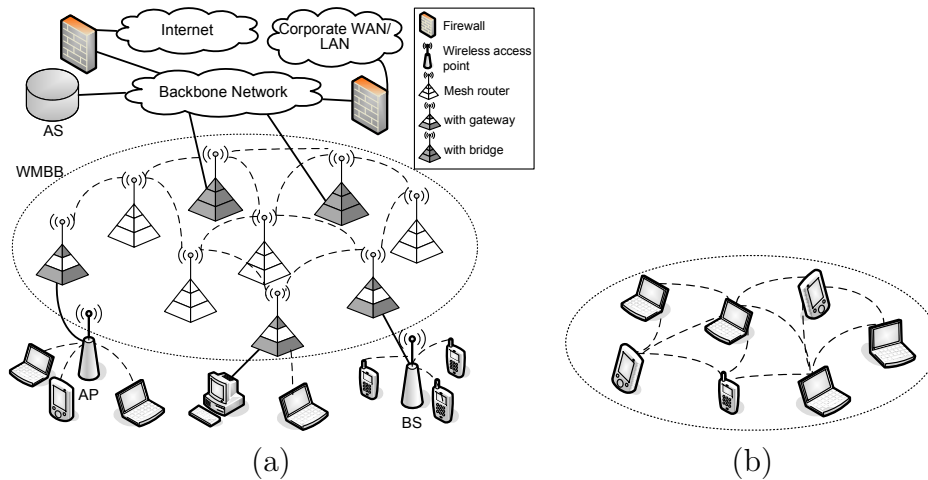 Internet
Corporate WAN/
LAN
Backbone Network
AS
WMBB
AP
BS
Firewall
Wireless access
point
Mesh router
with gateway
with bridge
(a)
(b)